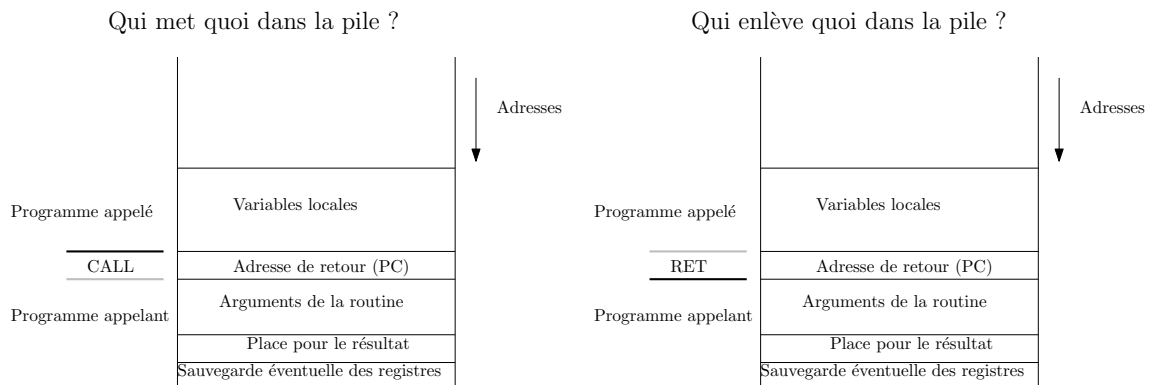 Qui met quoi dans la pile ?
Adresses
Variables locales
Programme appelé
CALL
Adresse de retour (PC)
Arguments de la routine
Programme appelant
Place pour le résultat
Sauvegarde éventuelle des registres
Qui enlève quoi dans la pile ?
Adresses
Variables locales
Programme appelé
RET
Adresse de retour (PC)
Arguments de la routine
Programme appelant
Place pour le résultat
Sauvegarde éventuelle des registres